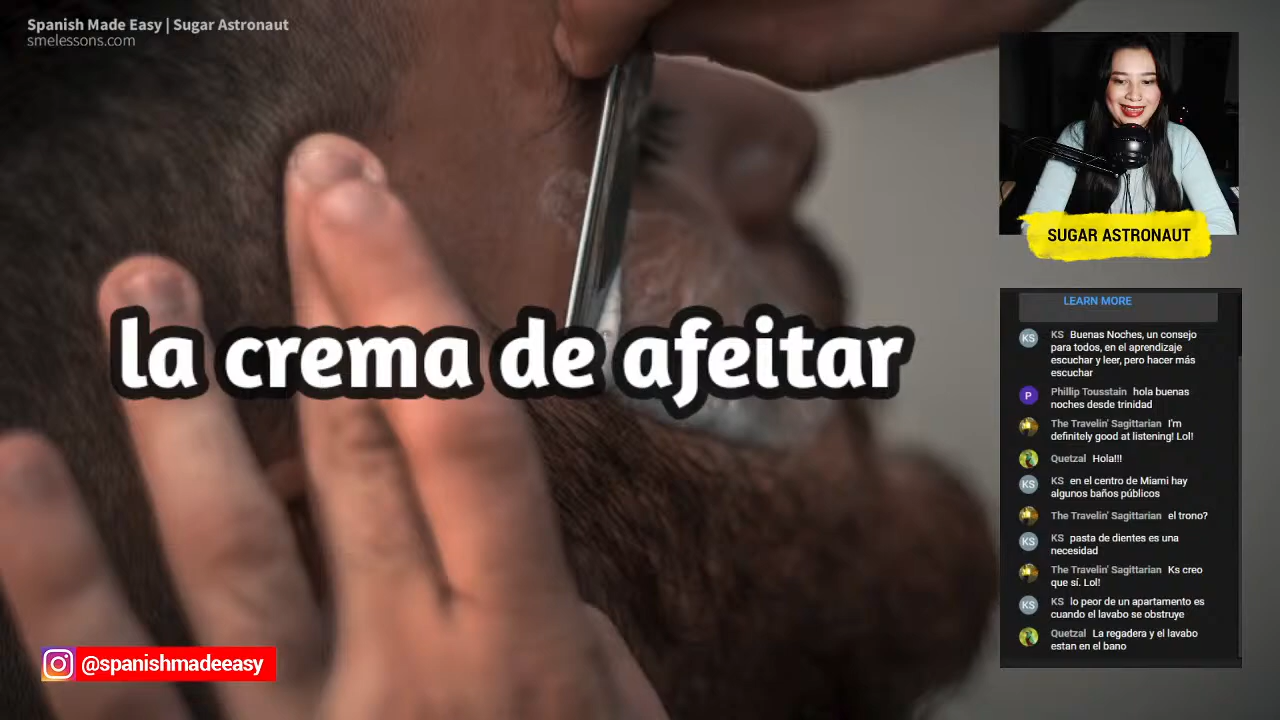 Spanish Made Easy | Sugar Astronaut
smelessons.com
la crema de afeitar
@spanishmadeeasy
SUGAR ASTRONAUT
LEARN MORE
KS Buenas Noches, un consejo
para todos, en el aprendizaje
escuchar y leer, pero hacer más
escuchar
P Phillip Tousstain hola buenas
noches desde trinidad
The Travelin' Sagittarian I'm
definitely good at listening! Lol!
Quetzal Hola!!!
KS KS en el centro de Miami hay
algunos baños públicos
The Travelin' Sagittarian el trono?
KS KS pasta de dientes es una
necesidad
The Travelin' Sagittarian Ks creo
que sí. Lol!
KS KS lo peor de un apartamento es
cuando el lavabo se obstruye
Quetzal La regadera y el lavabo
estan en el bano